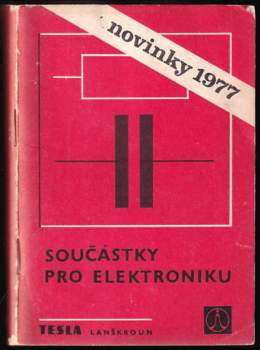 novinky 1977
SOUČÁSTKY
PRO ELEKTRONIKU
TESLA LANŠKROUN